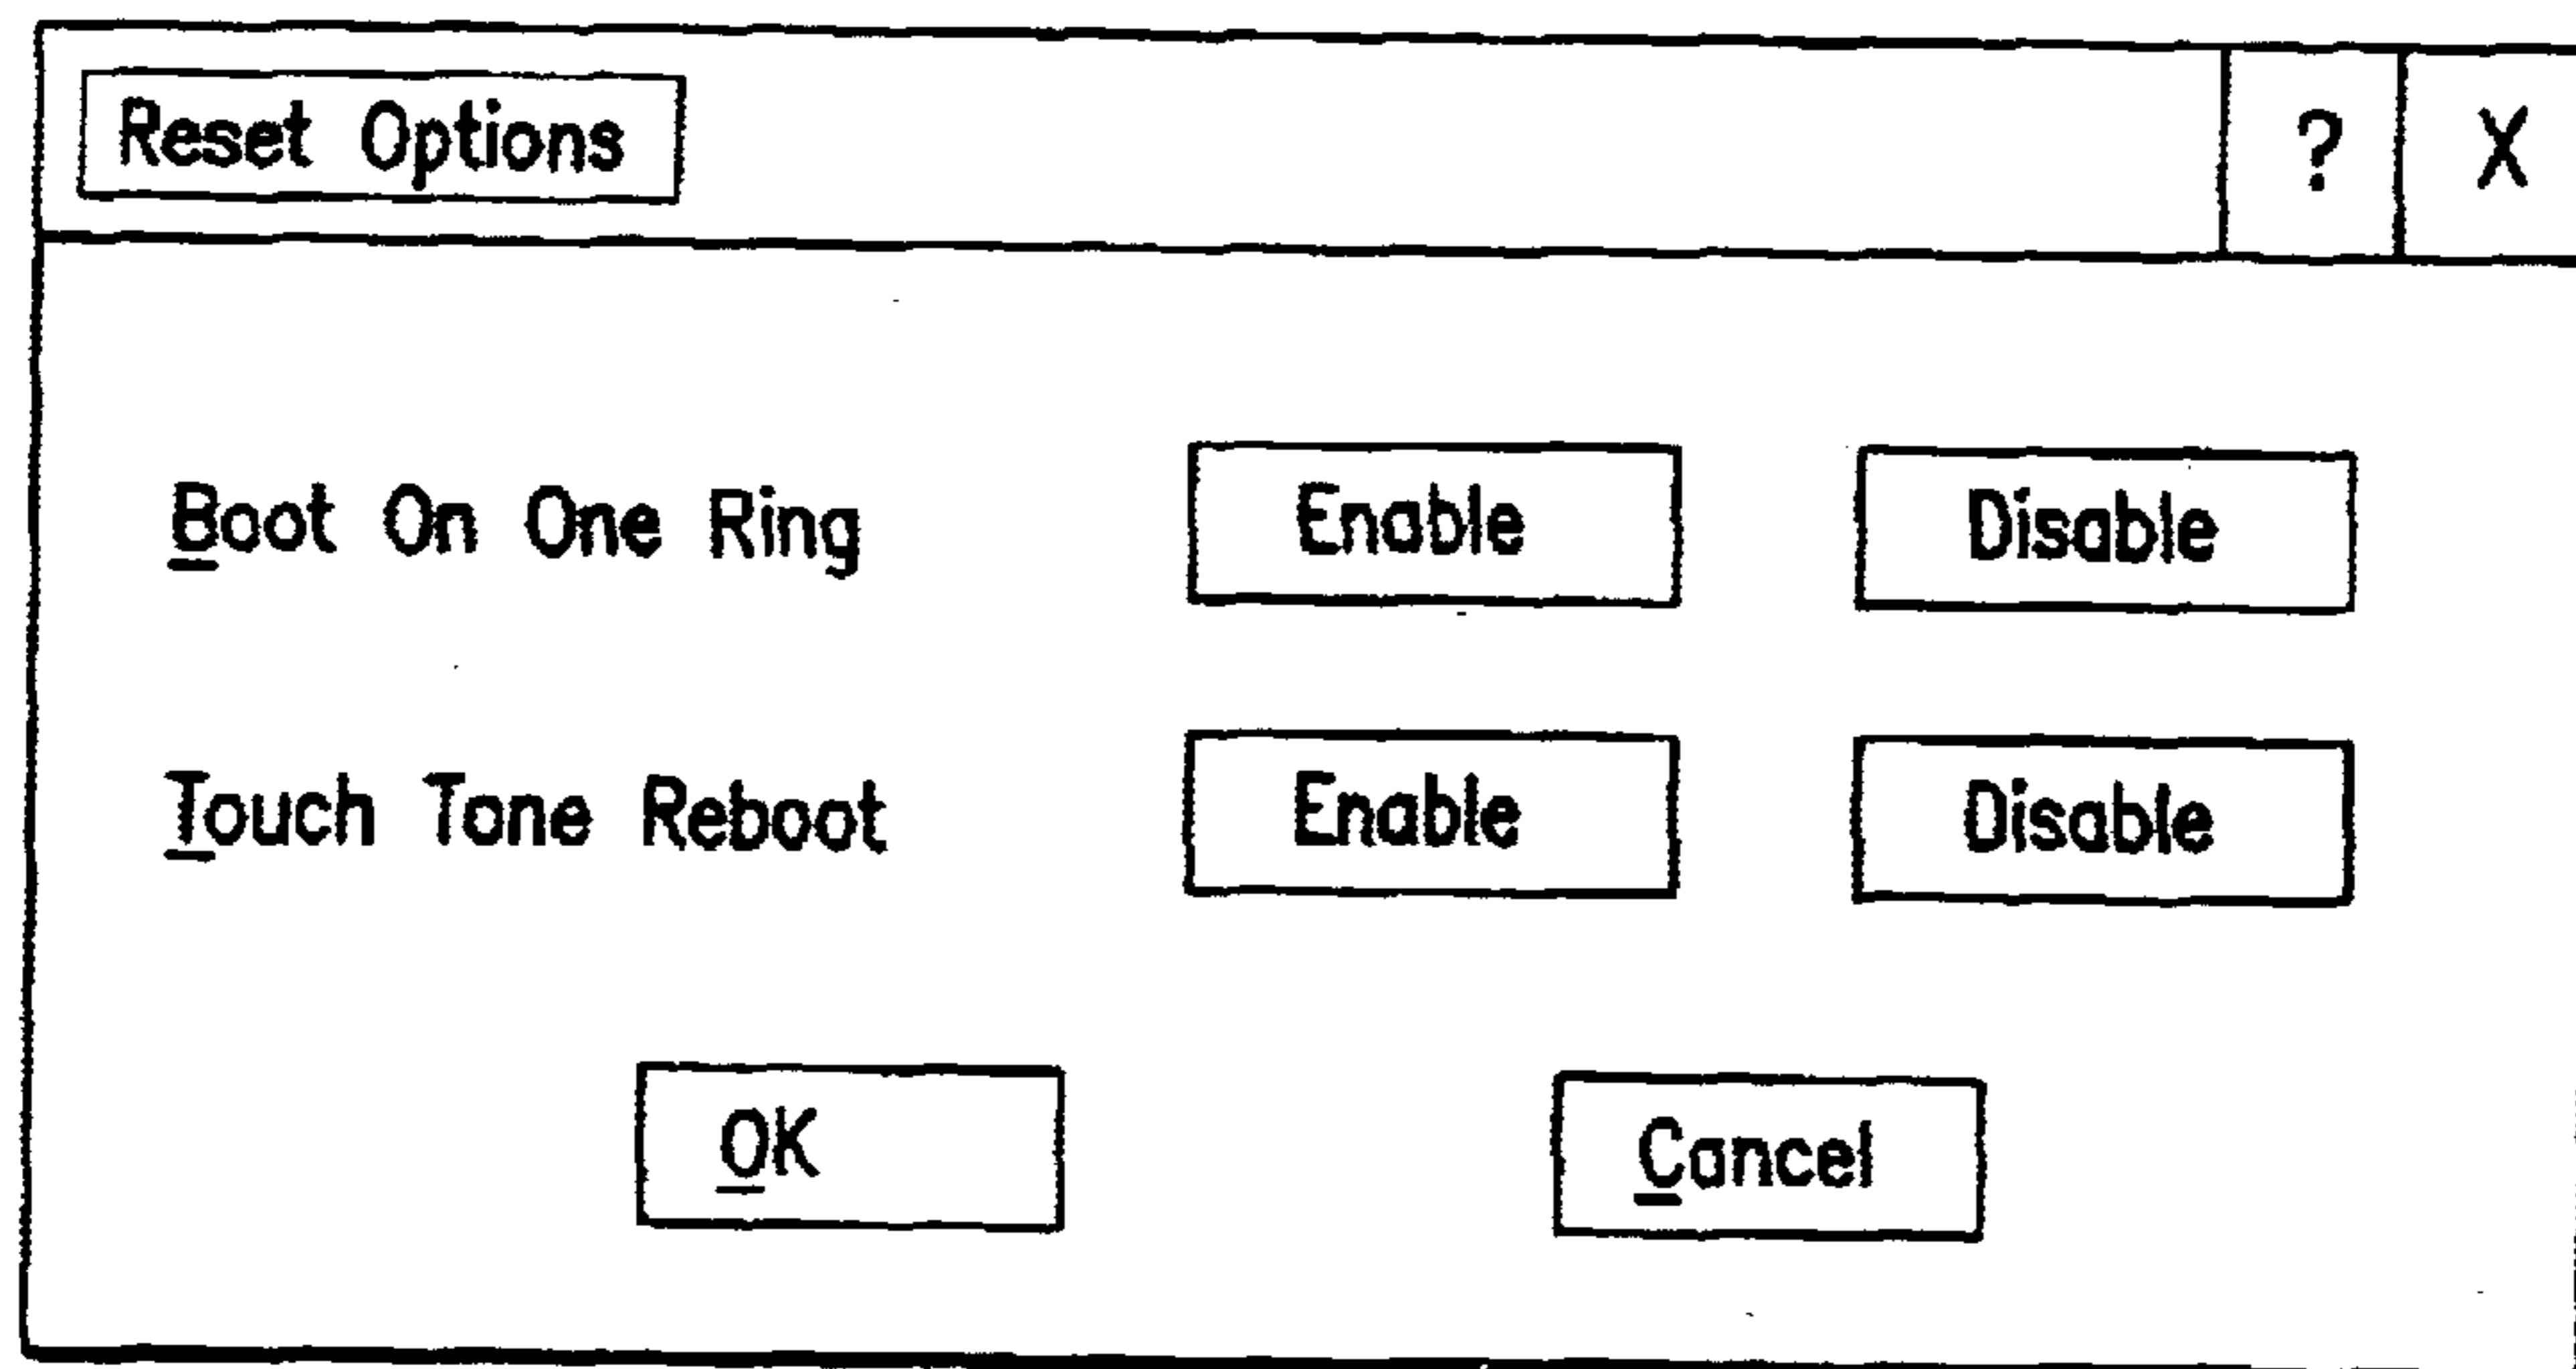 Reset Options ? X
Boot On One Ring Enable Disable
Touch Tone Reboot Enable Disable
OK Cancel